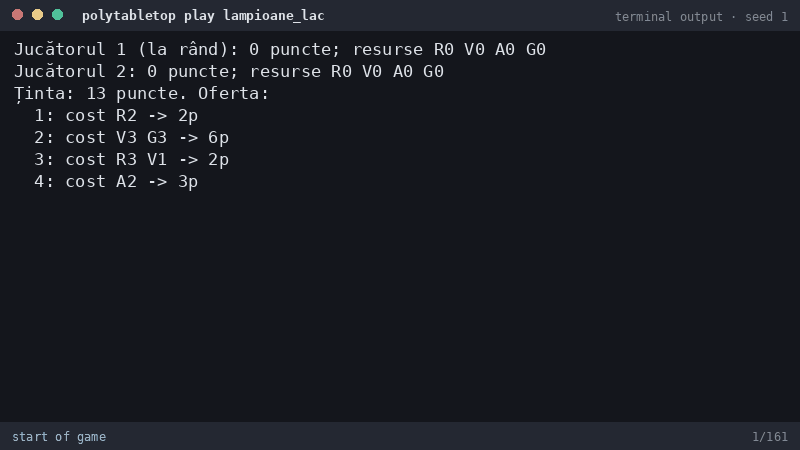 polytabletop play lampioane_lac
terminal output · seed 1
Jucătorul 1 (la rând): 0 puncte; resurse R0 V0 A0 G0
Jucătorul 2: 0 puncte; resurse R0 V0 A0 G0
Ținta: 13 puncte. Oferta:
1: cost R2 -> 2p
2: cost V3 G3 -> 6p
3: cost R3 V1 -> 2p
4: cost A2 -> 3p
start of game
1/161